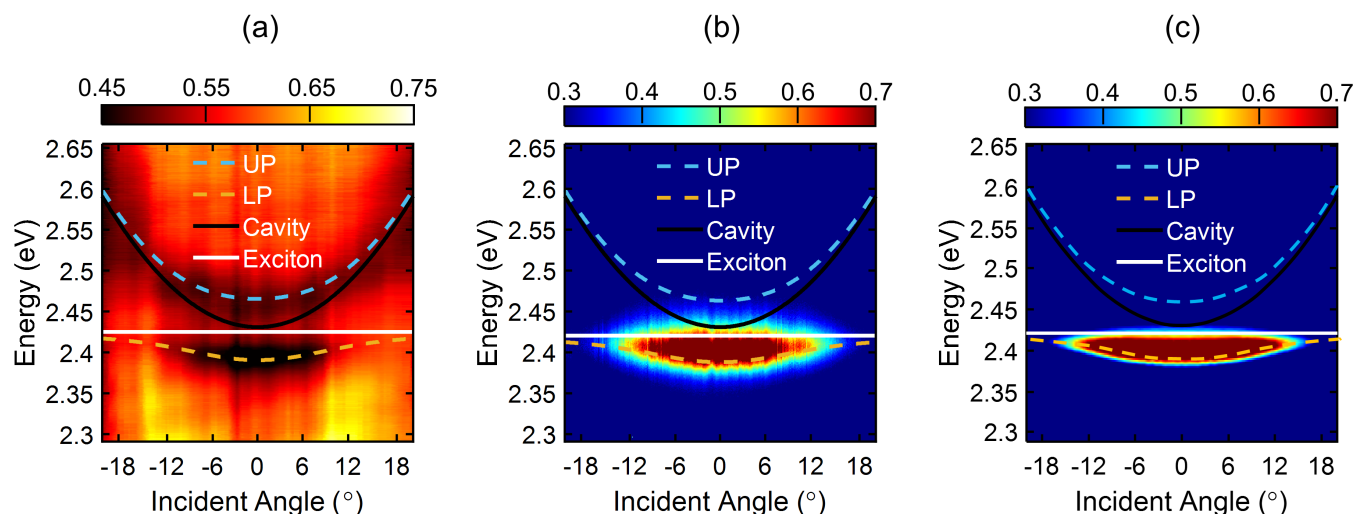 (a)
0.45 0.55 0.65 0.75
2.65
2.6
2.55
2.5
2.45
2.4
2.35
2.3
Energy (eV)
UP
LP
Cavity
Exciton
-18 -12 -6 0 6 12 18
Incident Angle (°)
(b)
0.3 0.4 0.5 0.6 0.7
2.65
2.6
2.55
2.5
2.45
2.4
2.35
2.3
Energy (eV)
UP
LP
Cavity
Exciton
-18 -12 -6 0 6 12 18
Incident Angle (°)
(c)
0.3 0.4 0.5 0.6 0.7
2.65
2.6
2.55
2.5
2.45
2.4
2.35
2.3
Energy (eV)
UP
LP
Cavity
Exciton
-18 -12 -6 0 6 12 18
Incident Angle (°)